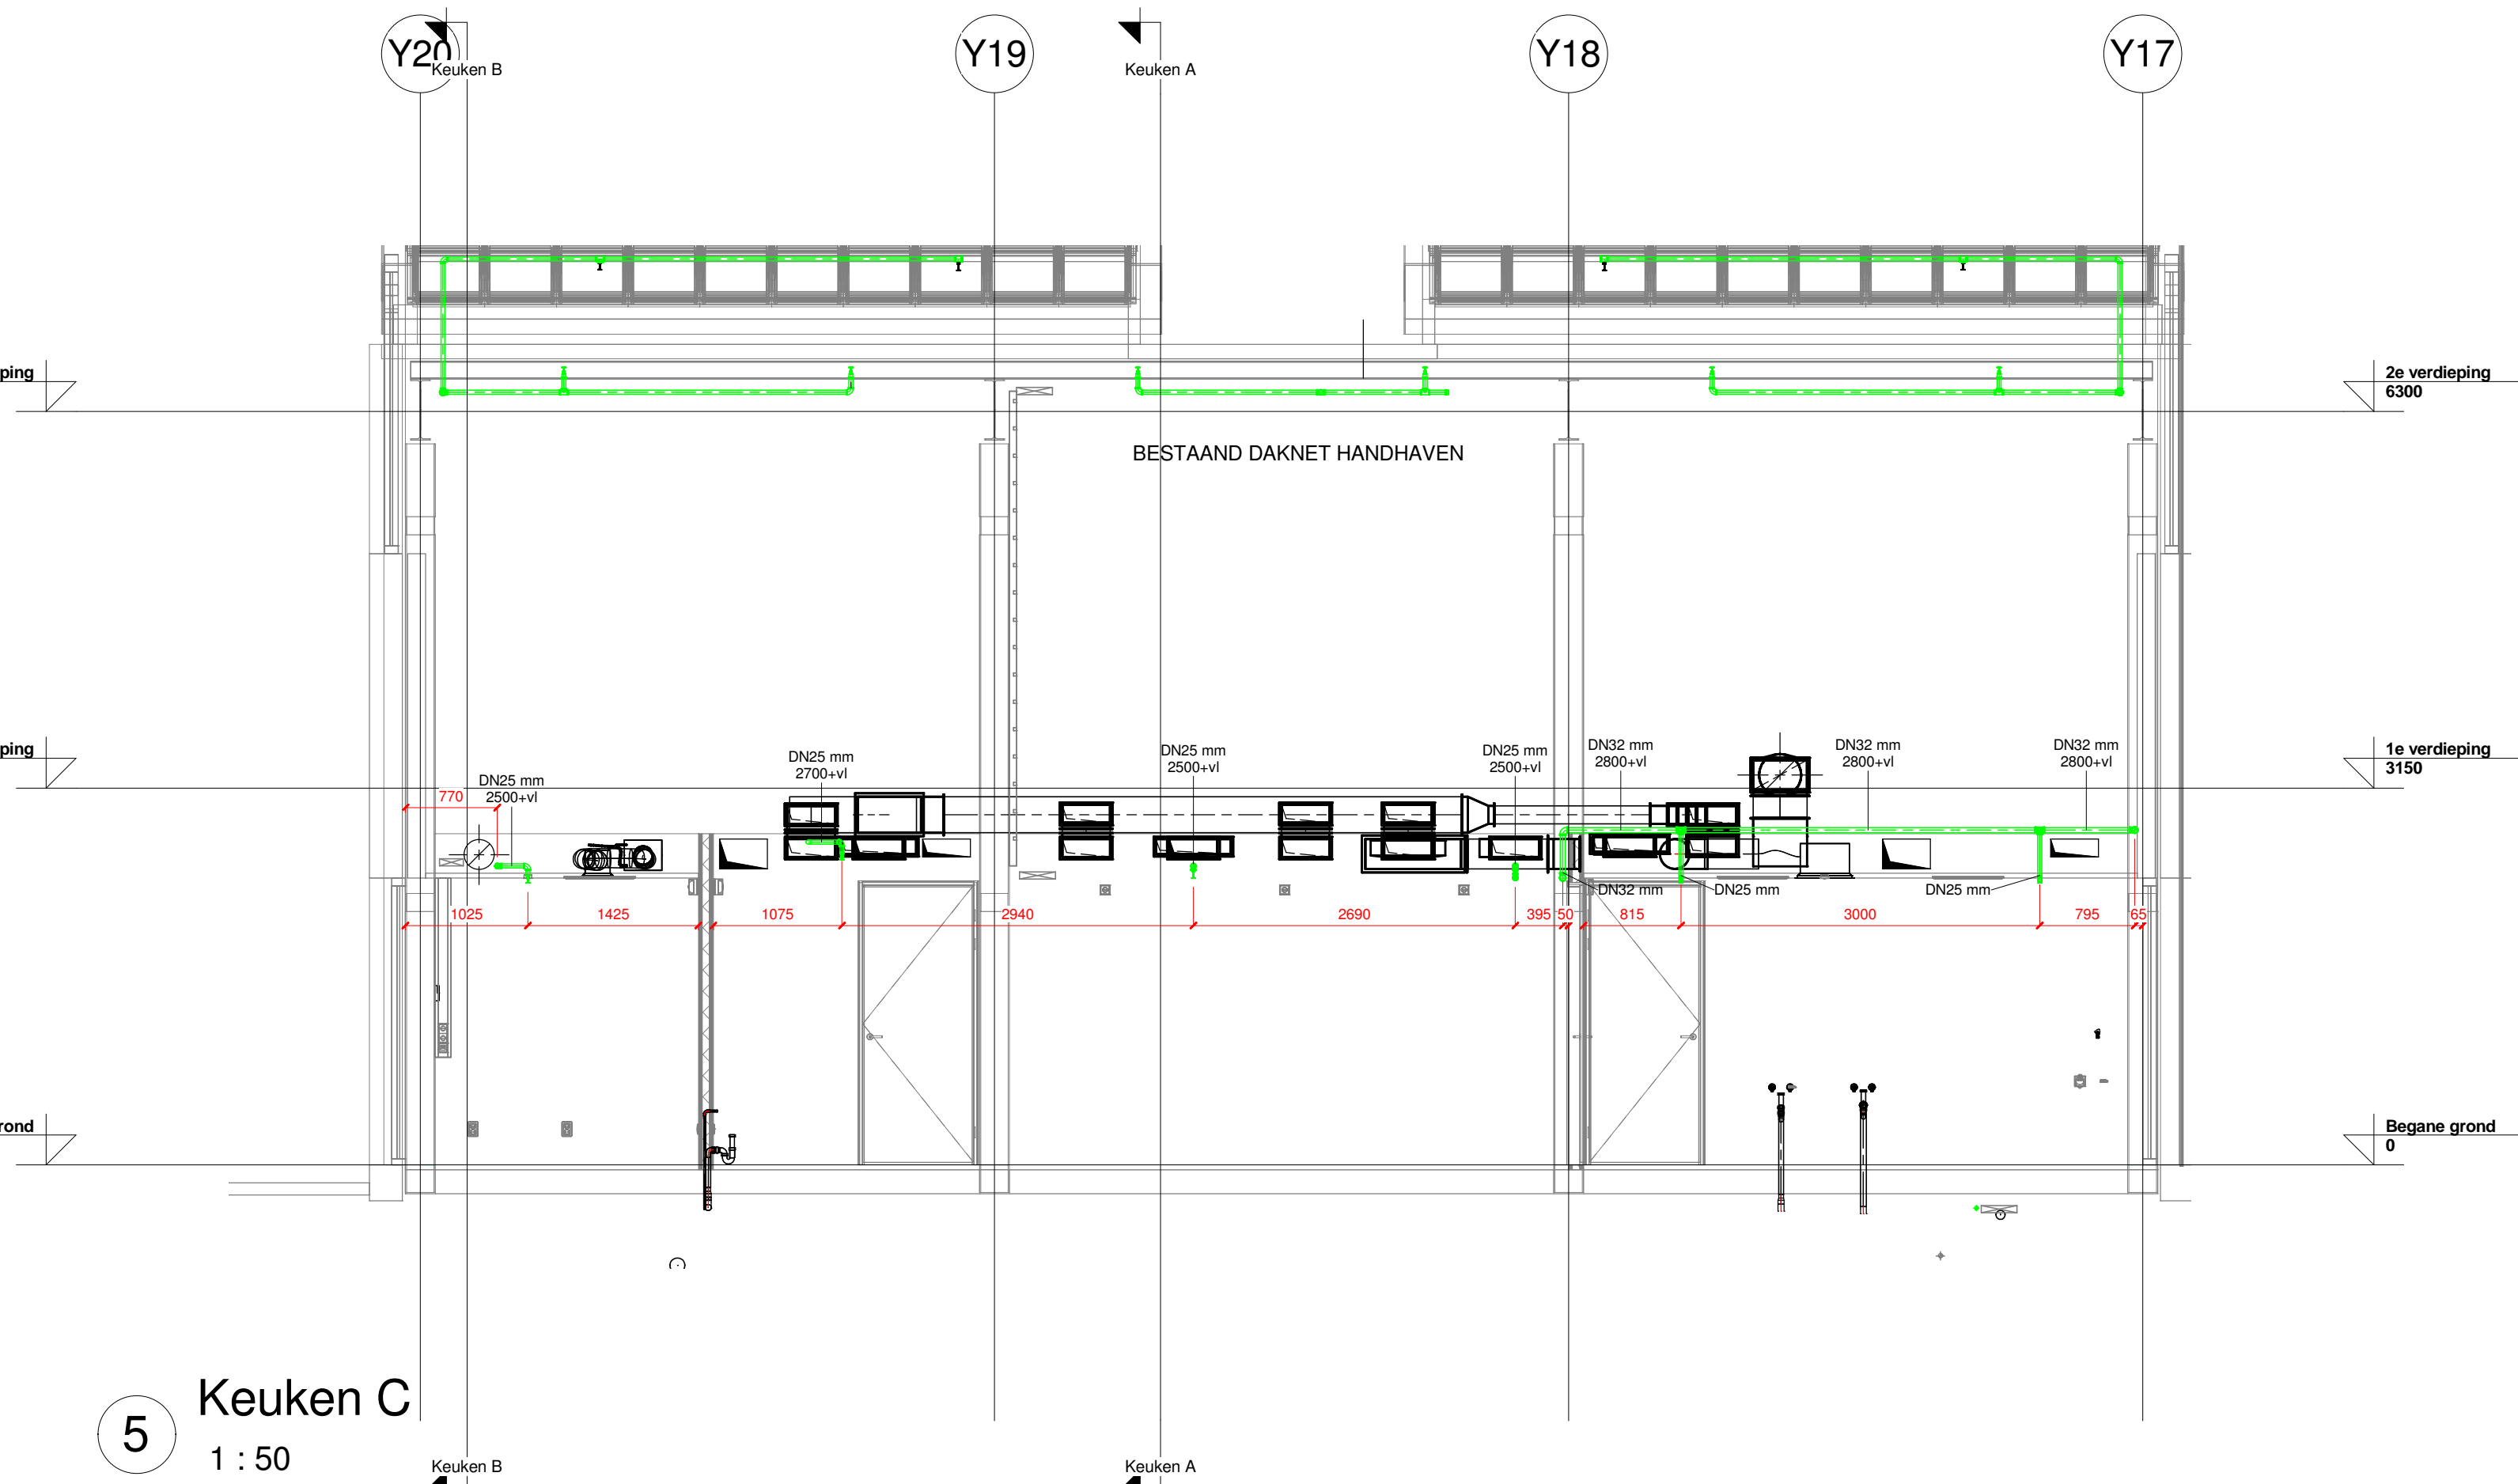 Y20
Y19
Y18
Y17
Keuken B
Keuken A
ping
2e verdieping
6300
BESTAAND DAKNET HANDHAVEN
ping
1e verdieping
3150
DN25 mm
2500+vl
DN25 mm
2700+vl
DN25 mm
2500+vl
DN25 mm
2500+vl
DN32 mm
2800+vl
DN32 mm
2800+vl
DN32 mm
2800+vl
770
DN32 mm
DN25 mm
DN25 mm
1025
1425
1075
2940
2690
395
50
815
3000
795
65
rond
Begane grond
0
5
Keuken C
1 : 50
Keuken B
Keuken A